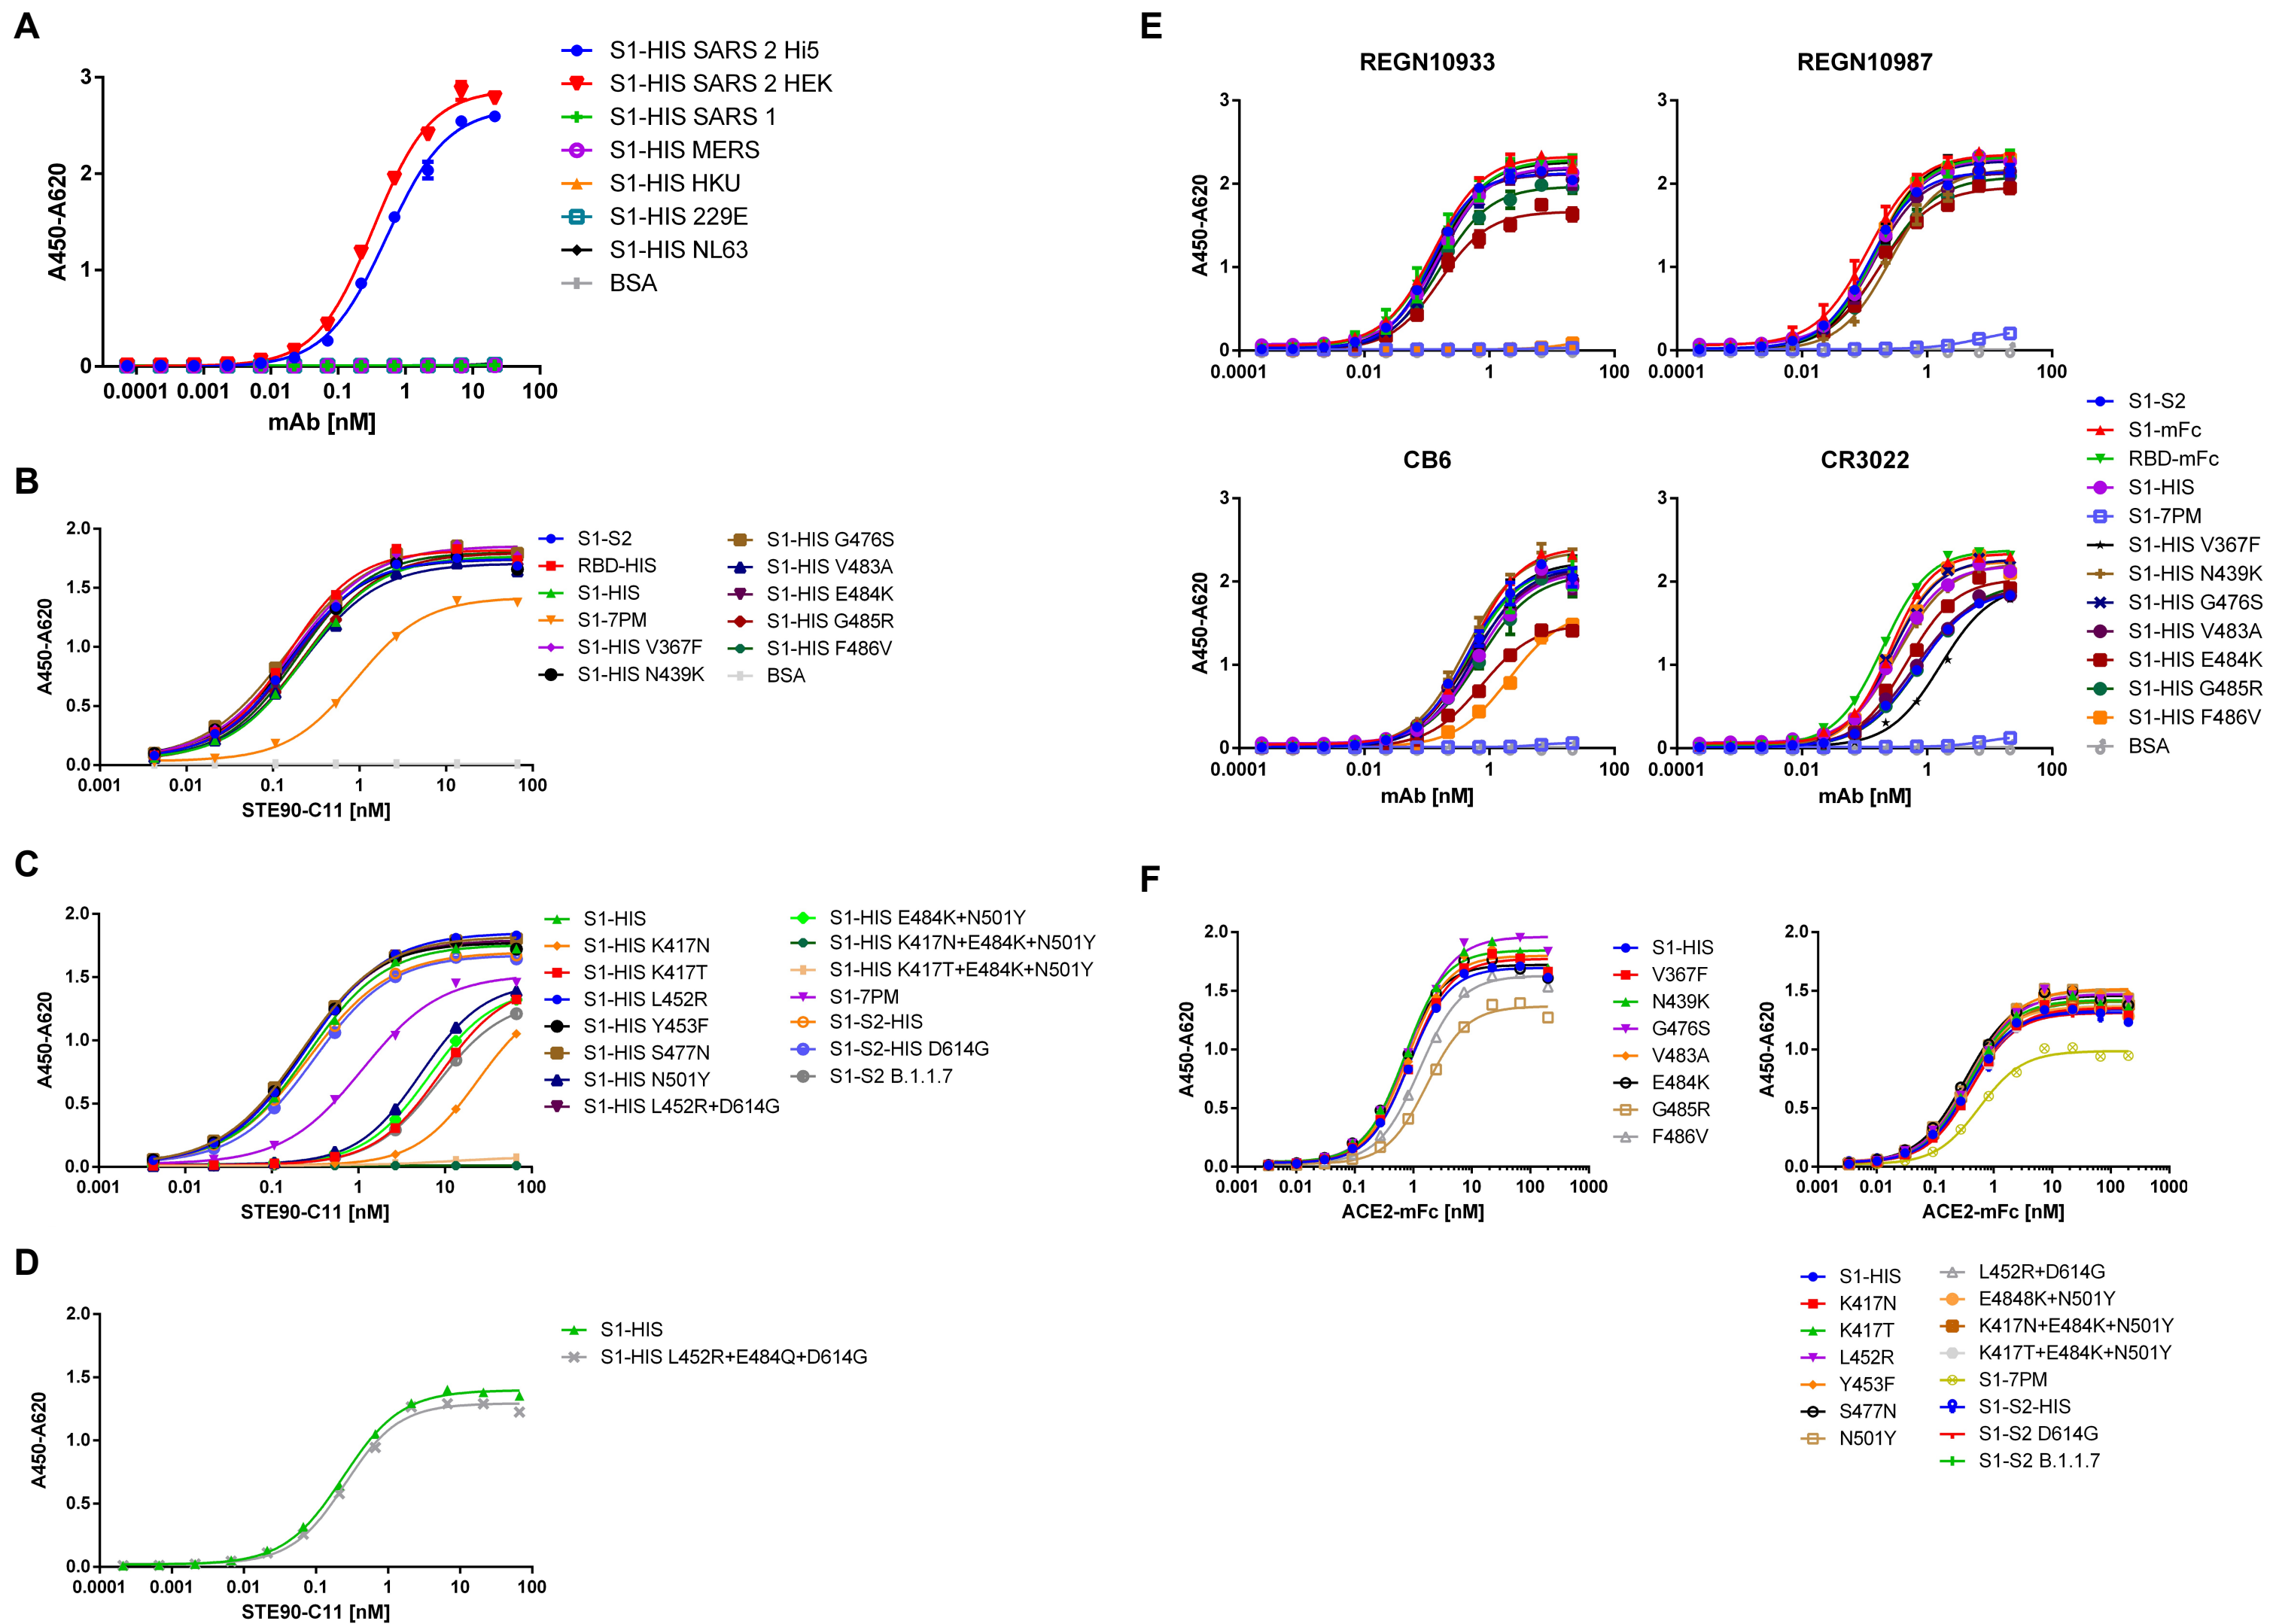 A
3
2
1
0
A450-A620
0.0001 0.001 0.01 0.1 1 10 100
mAb [nM]
S1-HIS SARS 2 Hi5
S1-HIS SARS 2 HEK
S1-HIS SARS 1
S1-HIS MERS
S1-HIS HKU
S1-HIS 229E
S1-HIS NL63
BSA
B
2.0
1.5
1.0
0.5
0.0
A450-A620
0.001 0.01 0.1 1 10 100
STE90-C11 [nM]
S1-S2
RBD-HIS
S1-HIS
S1-7PM
S1-HIS V367F
S1-HIS N439K
S1-HIS G476S
S1-HIS V483A
S1-HIS E484K
S1-HIS G485R
S1-HIS F486V
BSA
C
2.0
1.5
1.0
0.5
0.0
A450-A620
0.001 0.01 0.1 1 10 100
STE90-C11 [nM]
S1-HIS
S1-HIS K417N
S1-HIS K417T
S1-HIS L452R
S1-HIS Y453F
S1-HIS S477N
S1-HIS N501Y
S1-HIS L452R+D614G
S1-HIS E484K+N501Y
S1-HIS K417N+E484K+N501Y
S1-HIS K417T+E484K+N501Y
S1-7PM
S1-S2-HIS
S1-S2-HIS D614G
S1-S2 B.1.1.7
D
2.0
1.5
1.0
0.5
0.0
A450-A620
0.0001 0.001 0.01 0.1 1 10 100
STE90-C11 [nM]
S1-HIS
S1-HIS L452R+E484Q+D614G
E
REGN10933
3
2
1
0
A450-A620
0.0001 0.01 1 100
REGN10987
3
2
1
0
0.0001 0.01 1 100
CB6
3
2
1
0
0.0001 0.01 1 100
mAb [nM]
CR3022
3
2
1
0
0.0001 0.01 1 100
mAb [nM]
S1-S2
S1-mFc
RBD-mFc
S1-HIS
S1-7PM
S1-HIS V367F
S1-HIS N439K
S1-HIS G476S
S1-HIS V483A
S1-HIS E484K
S1-HIS G485R
S1-HIS F486V
BSA
F
2.0
1.5
1.0
0.5
0.0
A450-A620
0.001 0.01 0.1 1 10 100 1000
ACE2-mFc [nM]
S1-HIS
V367F
N439K
G476S
V483A
E484K
G485R
F486V
2.0
1.5
1.0
0.5
0.0
A450-A620
0.001 0.01 0.1 1 10 100 1000
ACE2-mFc [nM]
S1-HIS
K417N
K417T
L452R
Y453F
S477N
N501Y
L452R+D614G
E4848K+N501Y
K417N+E484K+N501Y
K417T+E484K+N501Y
S1-7PM
S1-S2-HIS
S1-S2 D614G
S1-S2 B.1.1.7